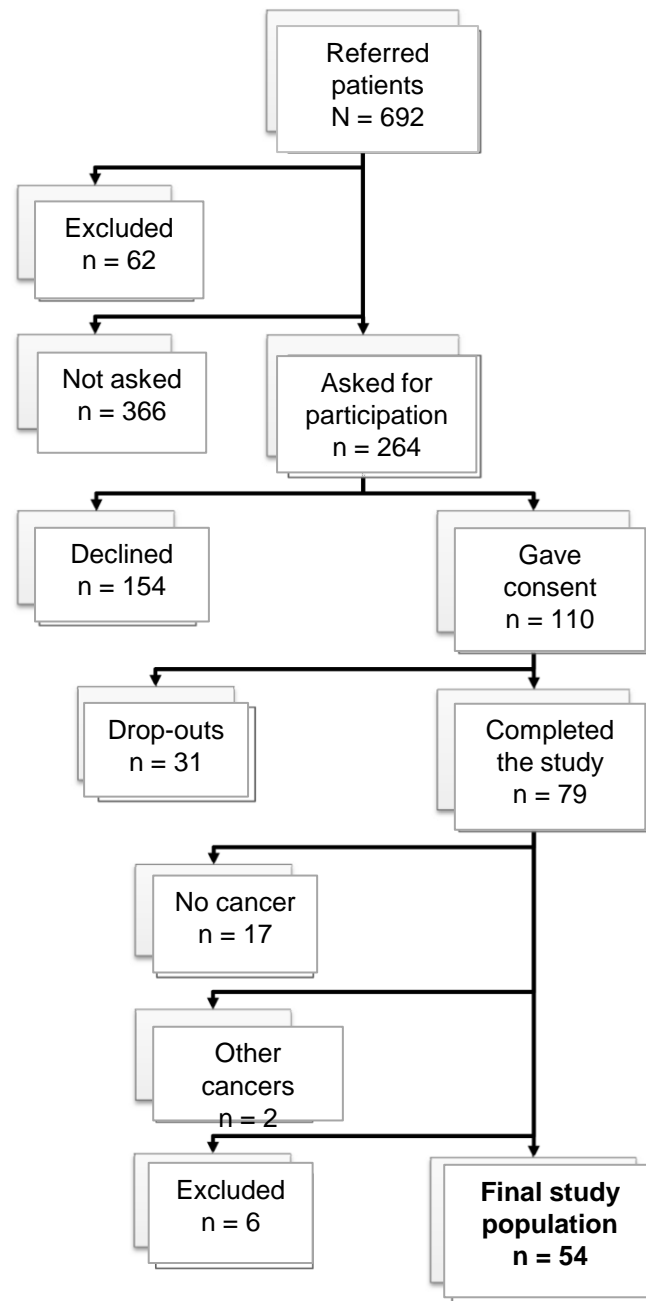 Referred
patients
N = 692
Excluded
n = 62
Not asked
n = 366
Asked for
participation
n = 264
Declined
n = 154
Gave
consent
n = 110
Drop-outs
n = 31
Completed
the study
n = 79
No cancer
n = 17
Other
cancers
n = 2
Excluded
n = 6
Final study
population
n = 54